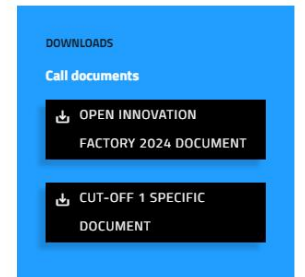 DOWNLOADS
Call documents
OPEN INNOVATION
FACTORY 2024 DOCUMENT
CUT-OFF 1 SPECIFIC
DOCUMENT